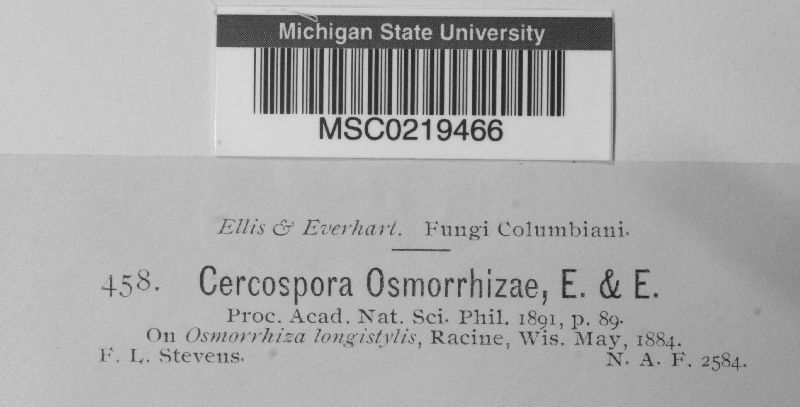 Michigan State University
MSC0219466
Ellis & Everhart. Fungi Columbiani.
458. Cercospora Osmorrhizae, E. & E.
Proc. Acad. Nat. Sci. Phil. 1891, p. 89.
On Osmorrhiza longistylis, Racine, Wis. May, 1884.
F. L. Stevens. N. A. F. 2584.